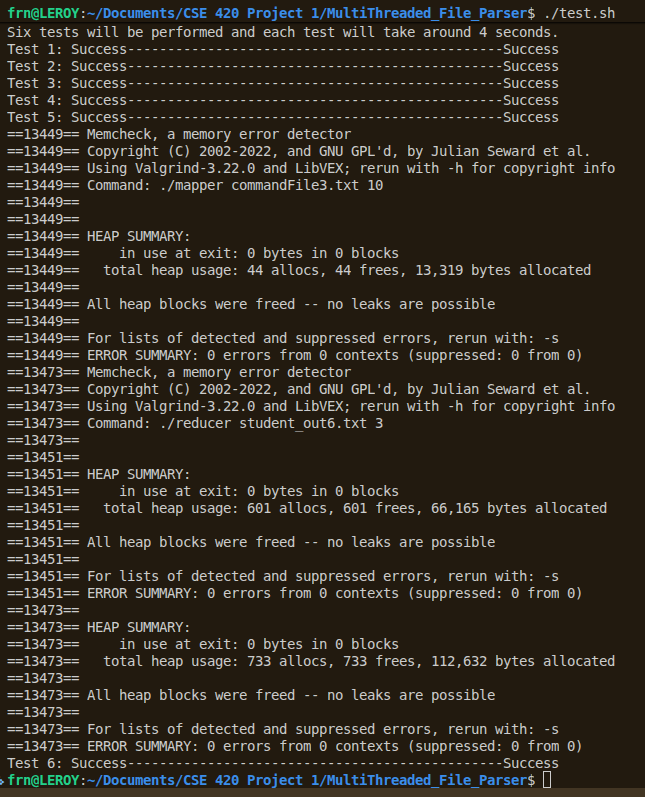 frn@LEROY:~/Documents/CSE 420 Project 1/MultiThreaded_File_Parser$ ./test.sh
Six tests will be performed and each test will take around 4 seconds.
Test 1: Success-----------------------------------------------Success
Test 2: Success-----------------------------------------------Success
Test 3: Success-----------------------------------------------Success
Test 4: Success-----------------------------------------------Success
Test 5: Success-----------------------------------------------Success
==13449== Memcheck, a memory error detector
==13449== Copyright (C) 2002-2022, and GNU GPL'd, by Julian Seward et al.
==13449== Using Valgrind-3.22.0 and LibVEX; rerun with -h for copyright info
==13449== Command: ./mapper commandFile3.txt 10
==13449==
==13449==
==13449== HEAP SUMMARY:
==13449==     in use at exit: 0 bytes in 0 blocks
==13449==   total heap usage: 44 allocs, 44 frees, 13,319 bytes allocated
==13449==
==13449== All heap blocks were freed -- no leaks are possible
==13449==
==13449== For lists of detected and suppressed errors, rerun with: -s
==13449== ERROR SUMMARY: 0 errors from 0 contexts (suppressed: 0 from 0)
==13473== Memcheck, a memory error detector
==13473== Copyright (C) 2002-2022, and GNU GPL'd, by Julian Seward et al.
==13473== Using Valgrind-3.22.0 and LibVEX; rerun with -h for copyright info
==13473== Command: ./reducer student_out6.txt 3
==13473==
==13451==
==13451== HEAP SUMMARY:
==13451==     in use at exit: 0 bytes in 0 blocks
==13451==   total heap usage: 601 allocs, 601 frees, 66,165 bytes allocated
==13451==
==13451== All heap blocks were freed -- no leaks are possible
==13451==
==13451== For lists of detected and suppressed errors, rerun with: -s
==13451== ERROR SUMMARY: 0 errors from 0 contexts (suppressed: 0 from 0)
==13473==
==13473== HEAP SUMMARY:
==13473==     in use at exit: 0 bytes in 0 blocks
==13473==   total heap usage: 733 allocs, 733 frees, 112,632 bytes allocated
==13473==
==13473== All heap blocks were freed -- no leaks are possible
==13473==
==13473== For lists of detected and suppressed errors, rerun with: -s
==13473== ERROR SUMMARY: 0 errors from 0 contexts (suppressed: 0 from 0)
Test 6: Success-----------------------------------------------Success
frn@LEROY:~/Documents/CSE 420 Project 1/MultiThreaded_File_Parser$